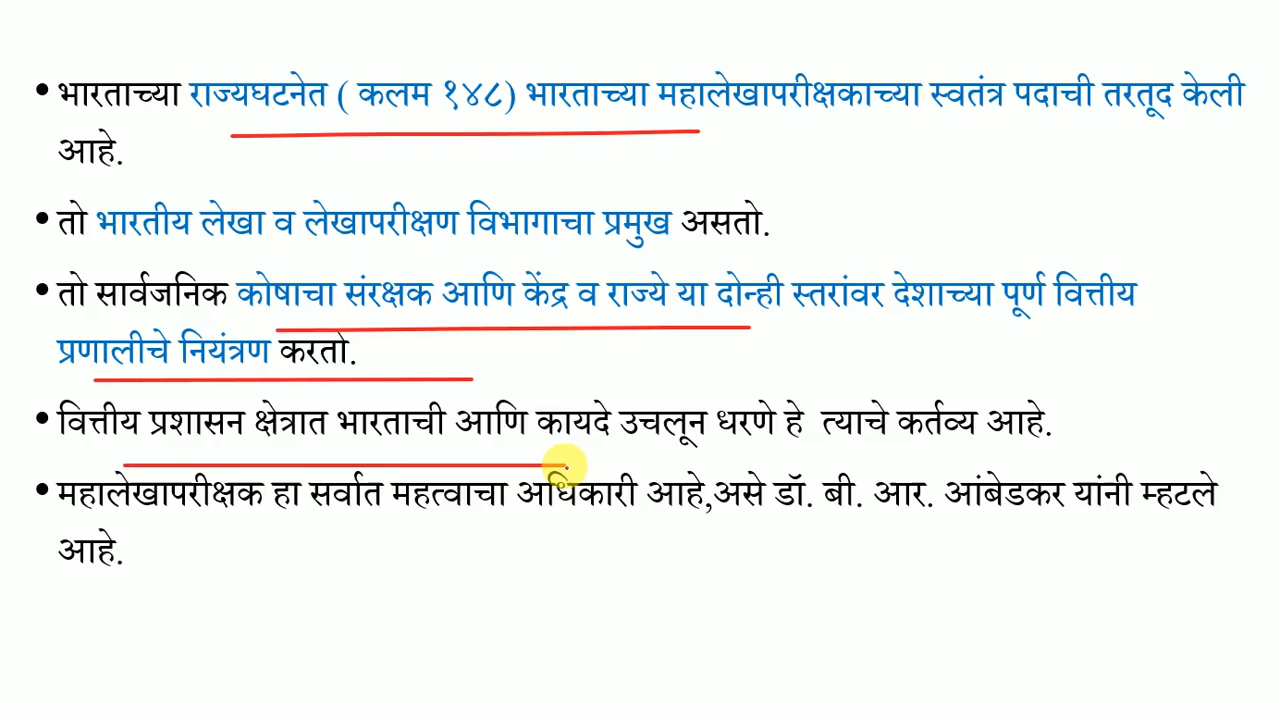 • भारताच्या राज्यघटनेत ( कलम १४८) भारताच्या महालेखापरीक्षकाच्या स्वतंत्र पदाची तरतूद केली
आहे.
• तो भारतीय लेखा व लेखापरीक्षण विभागाचा प्रमुख असतो.
• तो सार्वजनिक कोषाचा संरक्षक आणि केंद्र व राज्ये या दोन्ही स्तरांवर देशाच्या पूर्ण वित्तीय
प्रणालीचे नियंत्रण करतो.
• वित्तीय प्रशासन क्षेत्रात भारताची आणि कायदे उचलून धरणे हे त्याचे कर्तव्य आहे.
• महालेखापरीक्षक हा सर्वात महत्वाचा अधिकारी आहे,असे डॉ. बी. आर. आंबेडकर यांनी म्हटले
आहे.